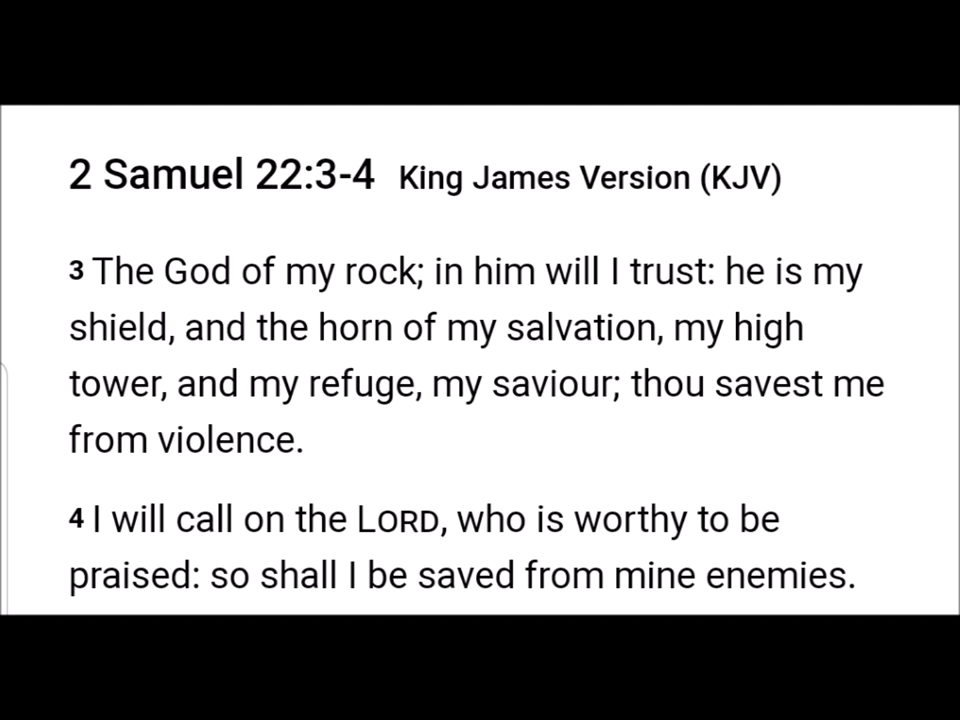 2 Samuel 22:3-4 King James Version (KJV)
3 The God of my rock; in him will I trust: he is my
shield, and the horn of my salvation, my high
tower, and my refuge, my saviour; thou savest me
from violence.
4 I will call on the LORD, who is worthy to be
praised: so shall I be saved from mine enemies.